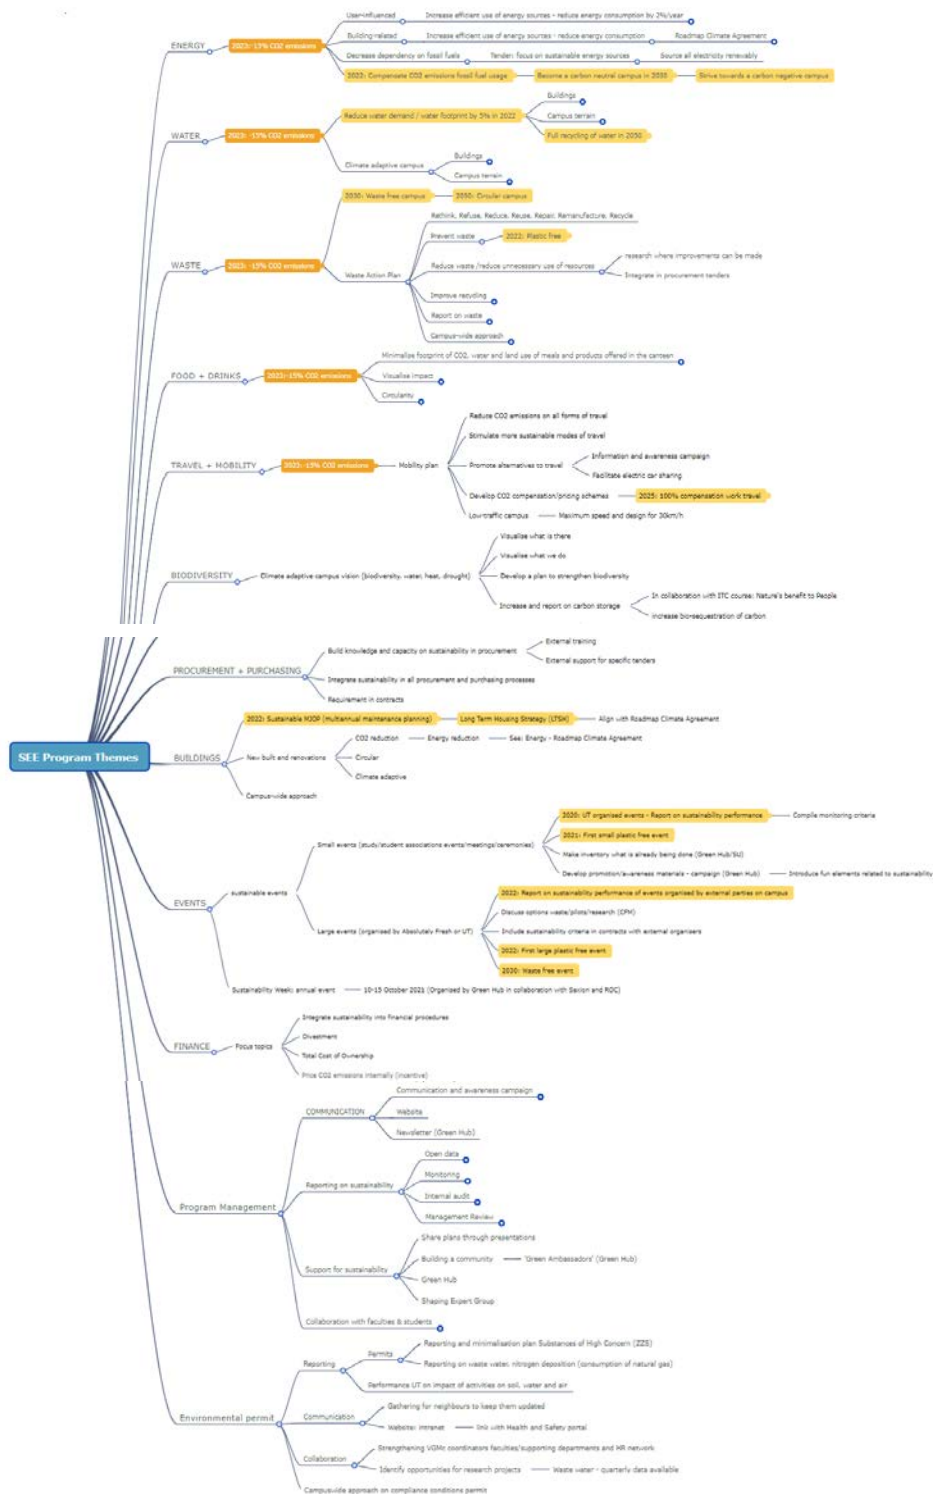 SEE Program Themes
ENERGY
2023: -15% CO2 emissions
User-influenced
Increase efficient use of energy sources - reduce energy consumption by 2%/year
Building-related
Increase efficient use of energy sources - reduce energy consumption
Roadmap Climate Agreement
Decrease dependency on fossil fuels
Tender: focus on sustainable energy sources
Source all electricity renewably
2022: Compensate CO2 emissions fossil fuel usage
Become a carbon neutral campus in 2030
Strive towards a carbon negative campus
WATER
2023: -15% CO2 emissions
Reduce water demand / water footprint by 5% in 2022
Buildings
Campus terrain
Full recycling of water in 2050
Climate adaptive campus
Buildings
Campus terrain
WASTE
2023: -15% CO2 emissions
2030: Waste free campus
2050: Circular campus
Waste Action Plan
Rethink, Refuse, Reduce, Reuse, Repair, Remanufacture, Recycle
Prevent waste
2022: Plastic free
Reduce waste /reduce unnecessary use of resources
research where improvements can be made
Integrate in procurement tenders
Improve recycling
Report on waste
Campus-wide approach
FOOD + DRINKS
2023:-15% CO2 emissions
Minimalise footprint of CO2, water and land use of meals and products offered in the canteen
Visualise impact
Circularity
TRAVEL + MOBILITY
2023: -15% CO2 emissions
Mobility plan
Reduce CO2 emissions on all forms of travel
Stimulate more sustainable modes of travel
Promote alternatives to travel
Information and awareness campaign
Facilitate electric car sharing
Develop CO2 compensation/pricing schemes
2025: 100% compensation work travel
Low-traffic campus
Maximum speed and design for 30km/h
BIODIVERSITY
Climate adaptive campus vision (biodiversity, water, heat, drought)
Visualise what is there
Visualise what we do
Develop a plan to strengthen biodiversity
Increase and report on carbon storage
In collaboration with ITC course: Nature's benefit to People
increase bio-sequestration of carbon
PROCUREMENT + PURCHASING
Build knowledge and capacity on sustainability in procurement
External training
External support for specific tenders
Integrate sustainability in all procurement and purchasing processes
Requirement in contracts
BUILDINGS
2022: Sustainable MJOP (multiannual maintenance planning)
Long Term Housing Strategy (LTSH)
Align with Roadmap Climate Agreement
New built and renovations
CO2 reduction
Energy reduction
See: Energy - Roadmap Climate Agreement
Circular
Climate adaptive
Campus-wide approach
EVENTS
sustainable events
Small events (study/student associations events/meetings/ceremonies)
2020: UT organised events - Report on sustainability performance
Compile monitoring criteria
2021: First small plastic free event
Make inventory what is already being done (Green Hub/SU)
Develop promotion/awareness materials - campaign (Green Hub)
Introduce fun elements related to sustainability
Large events (organised by Absolutely Fresh or UT)
2022: Report on sustainability performance of events organised by external parties on campus
Discuss options waste/pilots/research (CFM)
Include sustainability criteria in contracts with external organisers
2022: First large plastic free event
2030: Waste free event
Sustainability Week: annual event
10-15 October 2021 (Organised by Green Hub in collaboration with Saxion and ROC)
FINANCE
Focus topics
Integrate sustainability into financial procedures
Divestment
Total Cost of Ownership
Price CO2 emissions internally (incentive)
Program Management
COMMUNICATION
Communication and awareness campaign
Website
Newsletter (Green Hub)
Reporting on sustainability
Open data
Monitoring
Internal audit
Management Review
Support for sustainability
Share plans through presentations
Building a community
'Green Ambassadors' (Green Hub)
Green Hub
Shaping Expert Group
Collaboration with faculties & students
Environmental permit
Reporting
Permits
Reporting and minimalisation plan Substances of High Concern (ZZS)
Reporting on waste water, nitrogen deposition (consumption of natural gas)
Performance UT on impact of activities on soil, water and air
Communication
Gathering for neighbours to keep them updated
Website: intranet
link with Health and Safety portal
Collaboration
Strengthening VGMc coordinators faculties/supporting departments and HR network
Identify opportunities for research projects
Waste water - quarterly data available
Campuswide approach on compliance conditions permit